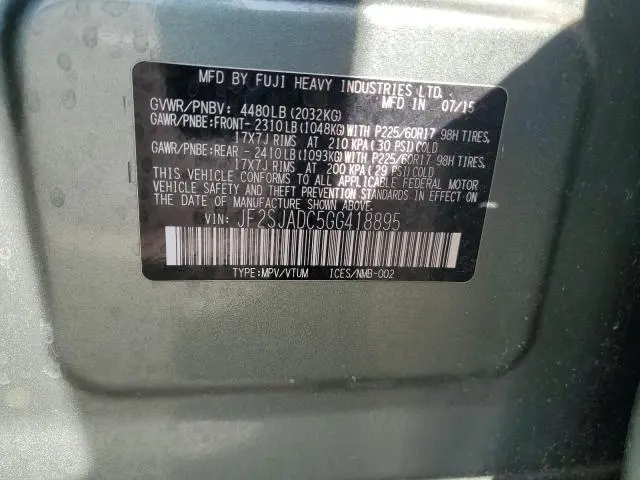 MFD BY FUJI HEAVY INDUSTRIES LTD.
MFD IN 07/15
GVWR/PNBV: 4480LB (2032KG)
GAWR/PNBE:FRONT-2310LB(1048KG)WITH P225/60R17 98H TIRES,
17X7J RIMS AT 210 KPA(30 PSI)COLD
GAWR/PNBE:REAR -2410LB(1093KG)WITH P225/60R17 98H TIRES,
17X7J RIMS AT 200 KPA(29 PSI)COLD
THIS VEHICLE CONFORMS TO ALL APPLICABLE FEDERAL MOTOR
VEHICLE SAFETY AND THEFT PREVENTION STANDARDS IN EFFECT ON
THE DATE OF MANUFACTURE SHOWN ABOVE.
VIN: JF2SJADC5GG418895
TYPE:MPV/VTUM ICES/NMB-002